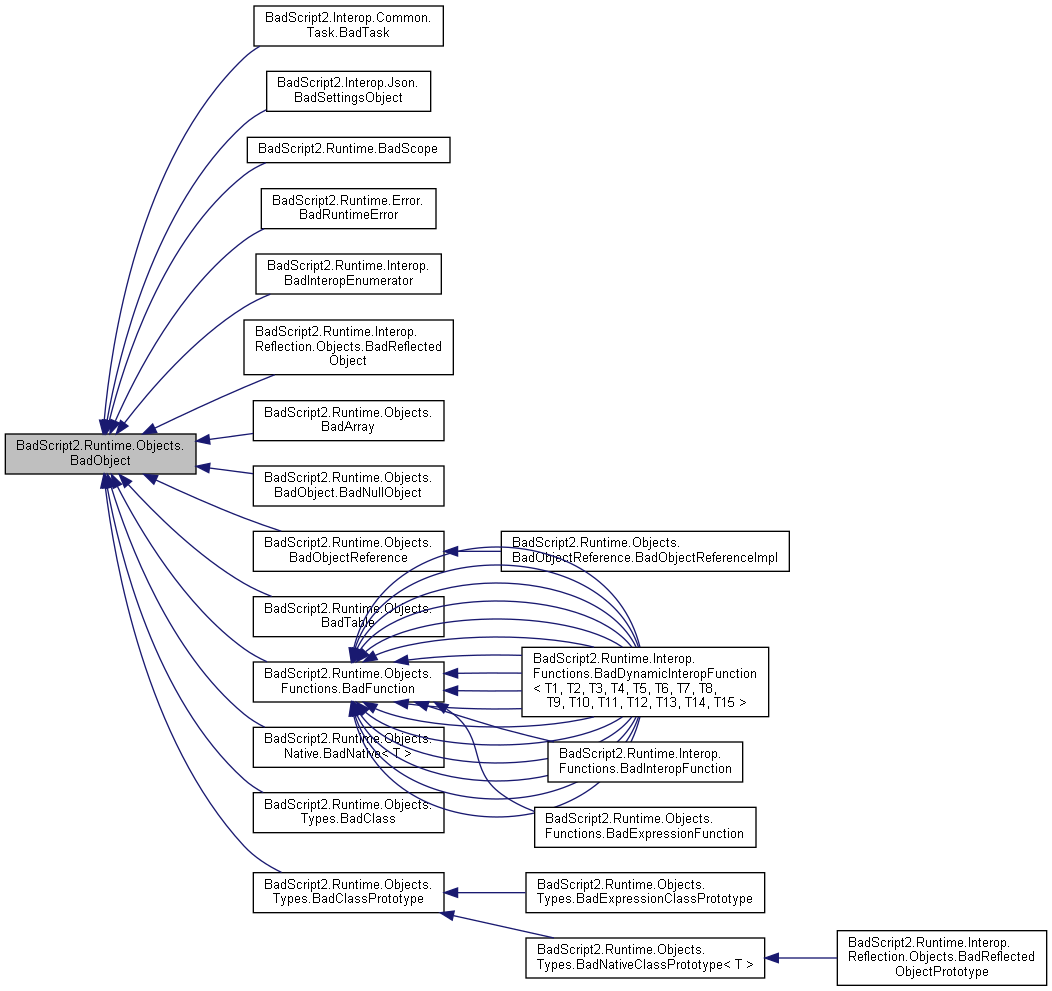 BadScript2.Interop.Common.
Task.BadTask
BadScript2.Interop.Json.
BadSettingsObject
BadScript2.Runtime.BadScope
BadScript2.Runtime.Error.
BadRuntimeError
BadScript2.Runtime.Interop.
BadInteropEnumerator
BadScript2.Runtime.Interop.
Reflection.Objects.BadReflected
Object
BadScript2.Runtime.Objects.
BadArray
BadScript2.Runtime.Objects.
BadObject
BadScript2.Runtime.Objects.
BadObject.BadNullObject
BadScript2.Runtime.Objects.
BadObjectReference
BadScript2.Runtime.Objects.
BadObjectReference.BadObjectReferenceImpl
BadScript2.Runtime.Objects.
BadTable
BadScript2.Runtime.Objects.
Functions.BadFunction
BadScript2.Runtime.Interop.
Functions.BadDynamicInteropFunction
< T1, T2, T3, T4, T5, T6, T7, T8,
T9, T10, T11, T12, T13, T14, T15 >
BadScript2.Runtime.Objects.
Native.BadNative< T >
BadScript2.Runtime.Interop.
Functions.BadInteropFunction
BadScript2.Runtime.Objects.
Types.BadClass
BadScript2.Runtime.Objects.
Functions.BadExpressionFunction
BadScript2.Runtime.Objects.
Types.BadClassPrototype
BadScript2.Runtime.Objects.
Types.BadExpressionClassPrototype
BadScript2.Runtime.Objects.
Types.BadNativeClassPrototype< T >
BadScript2.Runtime.Interop.
Reflection.Objects.BadReflected
ObjectPrototype